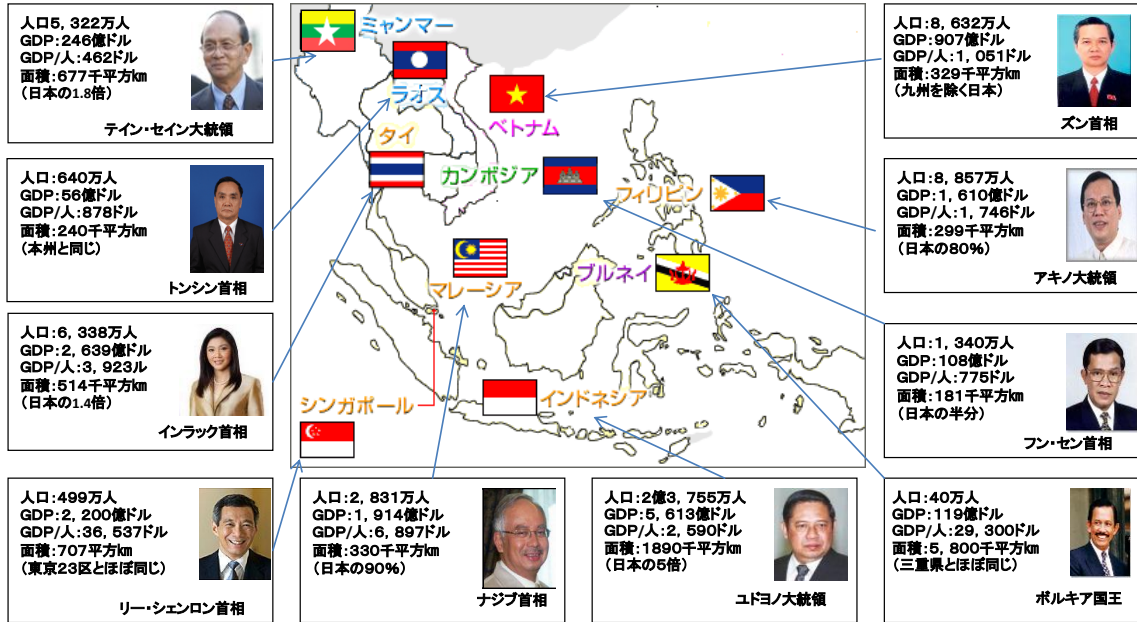 人口5, 322万人
GDP:246億ドル
GDP/人:462ドル
面積:677千平方km
(日本の1.8倍)
テイン・セイン大統領
人口:640万人
GDP:56億ドル
GDP/人:878ドル
面積:240千平方km
(本州と同じ)
トンシン首相
人口:6, 338万人
GDP:2, 639億ドル
GDP/人:3, 923ル
面積:514千平方km
(日本の1.4倍)
インラック首相
人口:499万人
GDP:2, 200億ドル
GDP/人:36, 537ドル
面積:707平方km
(東京23区とほぼ同じ)
リー・シェンロン首相
ミャンマー
ラオス
ベトナム
タイ
カンボジア
フィリピン
マレーシア
ブルネイ
シンガポール
インドネシア
人口:2, 831万人
GDP:1, 914億ドル
GDP/人:6, 897ドル
面積:330千平方km
(日本の90%)
ナジブ首相
人口:2億3, 755万人
GDP:5, 613億ドル
GDP/人:2, 590ドル
面積:1890千平方km
(日本の5倍)
ユドヨノ大統領
人口:8, 632万人
GDP:907億ドル
GDP/人:1, 051ドル
面積:329千平方km
(九州を除く日本)
ズン首相
人口:8, 857万人
GDP:1, 610億ドル
GDP/人:1, 746ドル
面積:299千平方km
(日本の80%)
アキノ大統領
人口:1, 340万人
GDP:108億ドル
GDP/人:775ドル
面積:181千平方km
(日本の半分)
フン・セン首相
人口:40万人
GDP:119億ドル
GDP/人:29, 300ドル
面積:5, 800千平方km
(三重県とほぼ同じ)
ボルキア国王